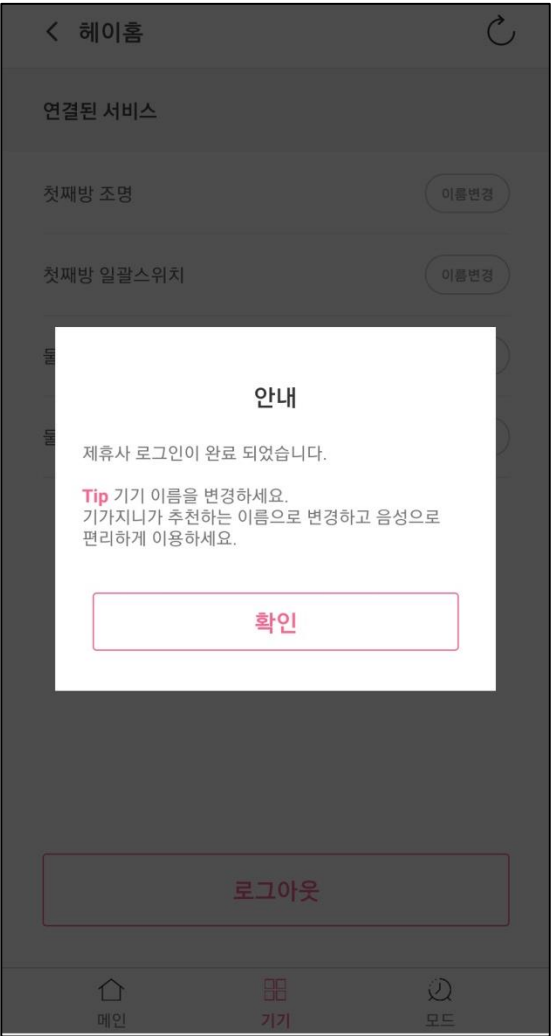 헤이홈
연결된 서비스
첫째방 조명
이름변경
첫째방 일괄스위치
이름변경
안내
제휴사 로그인이 완료 되었습니다.
Tip 기기 이름을 변경하세요.
기가지니가 추천하는 이름으로 변경하고 음성으로
편리하게 이용하세요.
확인
로그아웃
메인
기기
모드